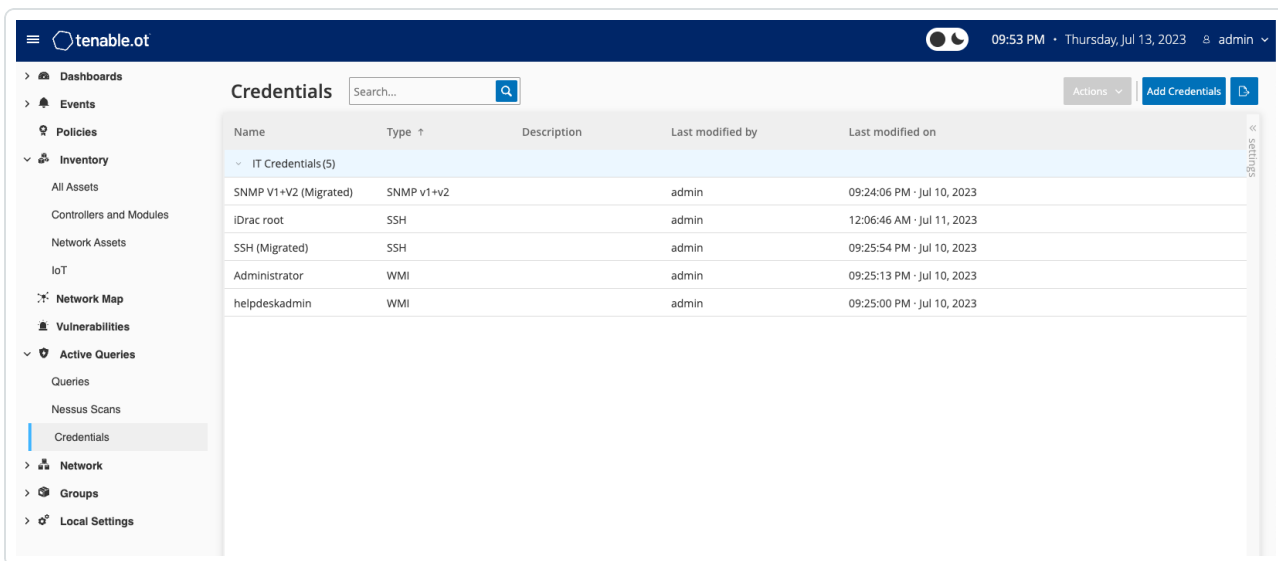 tenable.ot 09:53 PM • Thursday, Jul 13, 2023 admin
Dashboards
Events
Policies
Inventory
All Assets
Controllers and Modules
Network Assets
IoT
Network Map
Vulnerabilities
Active Queries
Queries
Nessus Scans
Credentials
Network
Groups
Local Settings
Credentials Search... Actions Add Credentials
Name Type ↑ Description Last modified by Last modified on
IT Credentials (5)
SNMP V1+V2 (Migrated) SNMP v1+v2 admin 09:24:06 PM · Jul 10, 2023
iDrac root SSH admin 12:06:46 AM · Jul 11, 2023
SSH (Migrated) SSH admin 09:25:54 PM · Jul 10, 2023
Administrator WMI admin 09:25:13 PM · Jul 10, 2023
helpdeskadmin WMI admin 09:25:00 PM · Jul 10, 2023
« settings